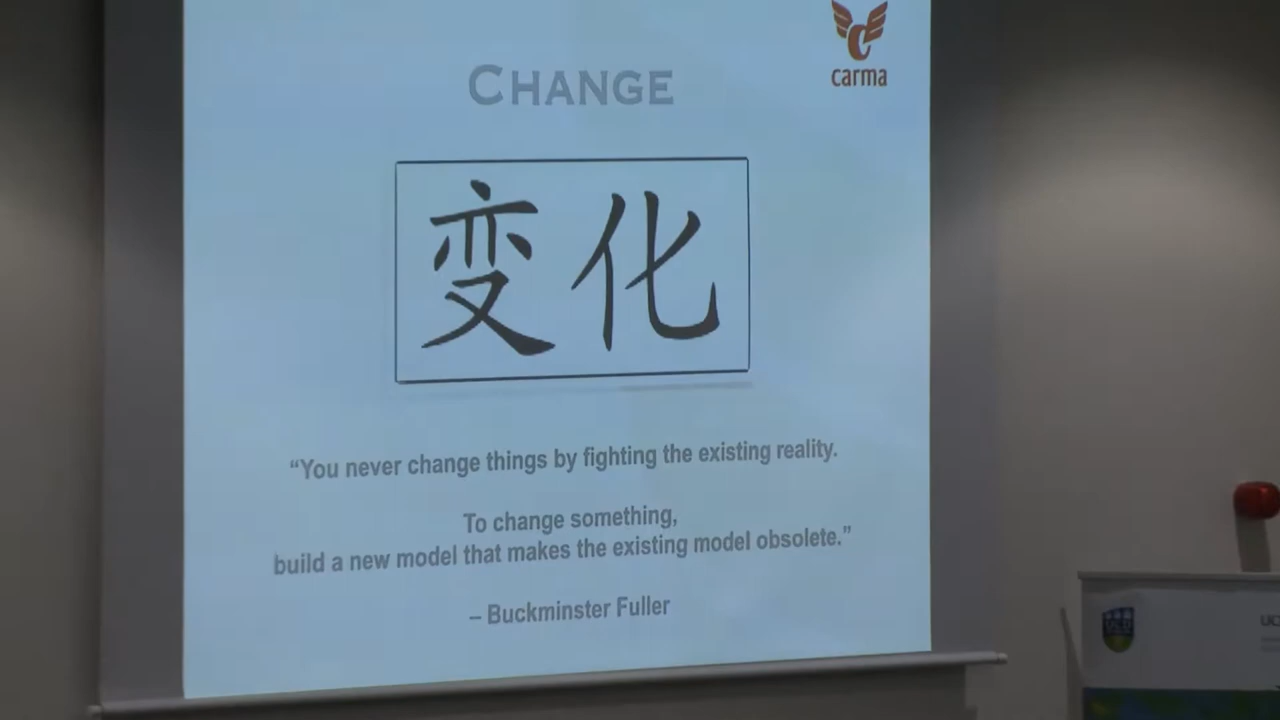 carma
CHANGE
变化
“You never change things by fighting the existing reality.
To change something,
build a new model that makes the existing model obsolete.”
– Buckminster Fuller
UCD